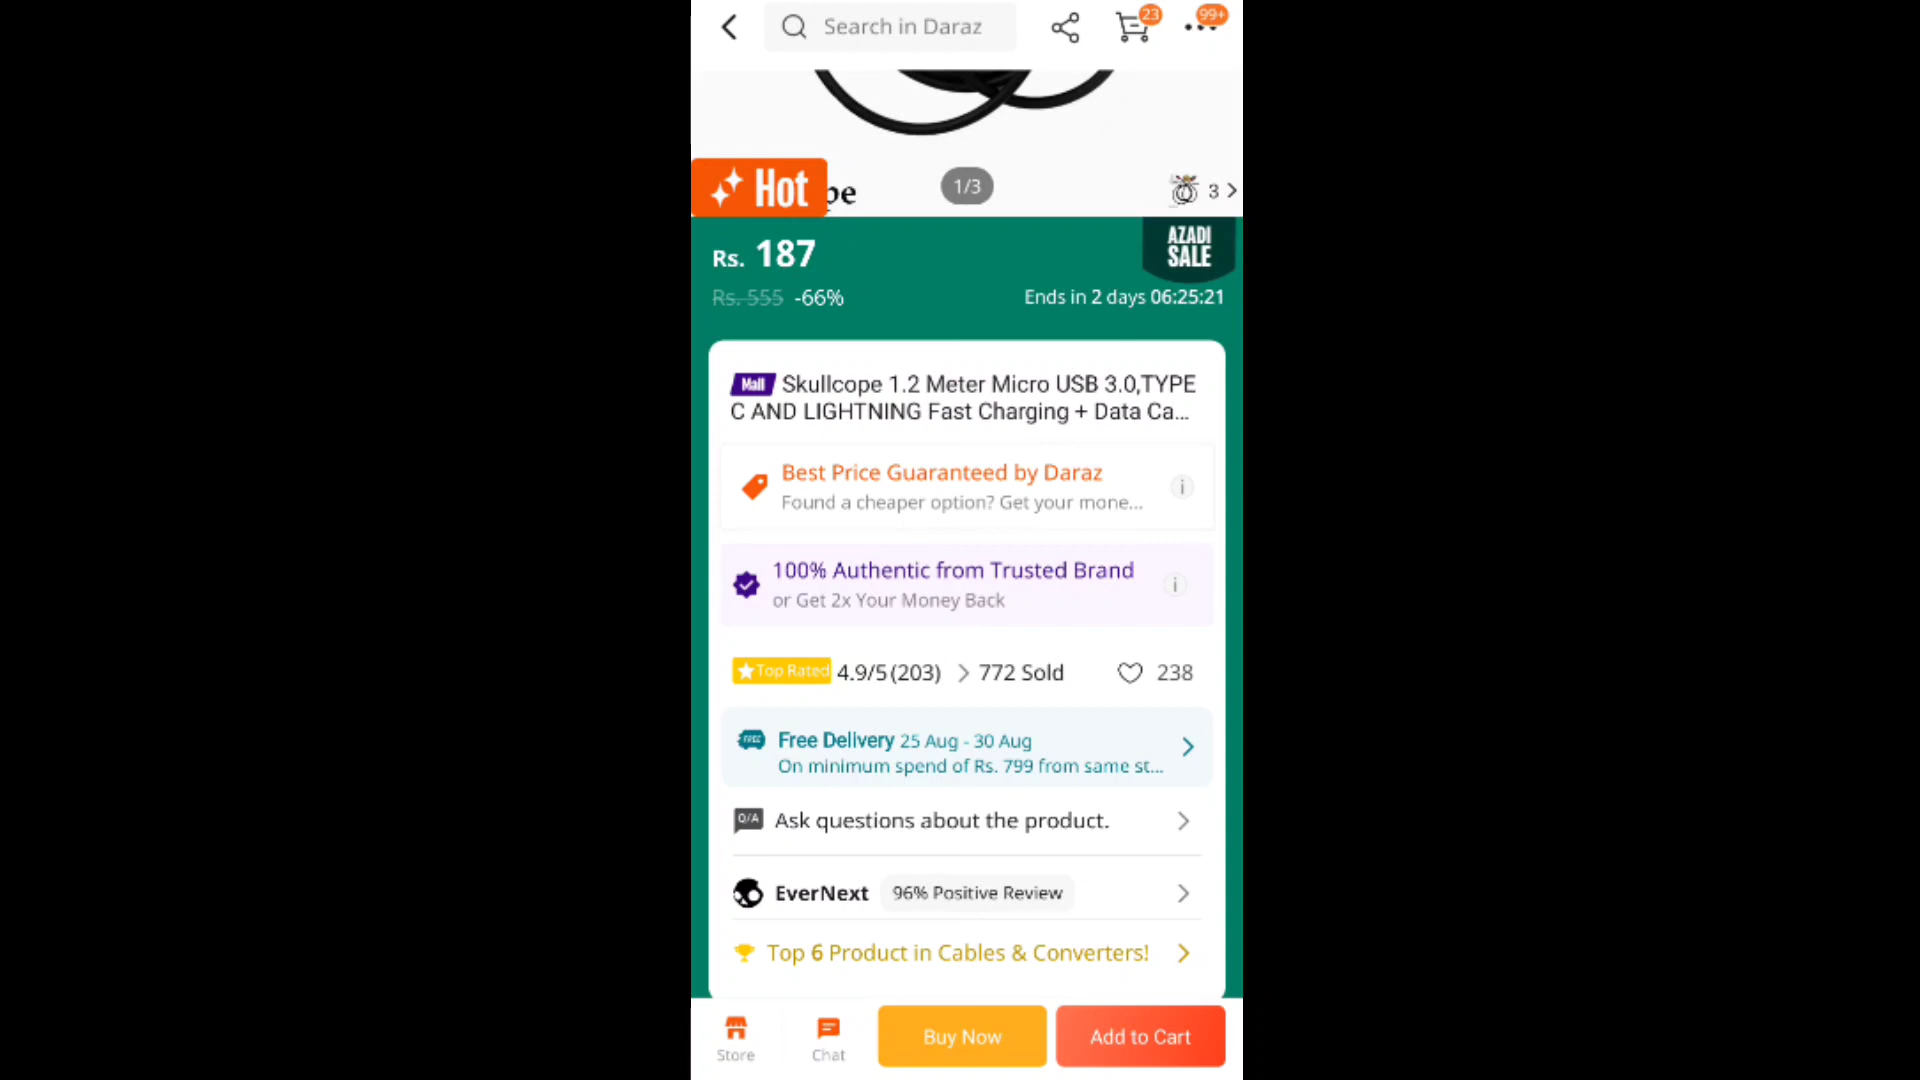 Search in Daraz
23
99+
Hot
pe
1/3
3
Rs. 187
AZADI
SALE
Rs. 555 -66%
Ends in 2 days 06:25:21
Mall Skullcope 1.2 Meter Micro USB 3.0,TYPE
C AND LIGHTNING Fast Charging + Data Ca...
Best Price Guaranteed by Daraz
Found a cheaper option? Get your mone...
100% Authentic from Trusted Brand
or Get 2x Your Money Back
Top Rated 4.9/5 (203) 772 Sold 238
FREE Free Delivery 25 Aug - 30 Aug
On minimum spend of Rs. 799 from same st...
Q/A Ask questions about the product.
EverNext 96% Positive Review
Top 6 Product in Cables & Converters!
Store
Chat
Buy Now
Add to Cart